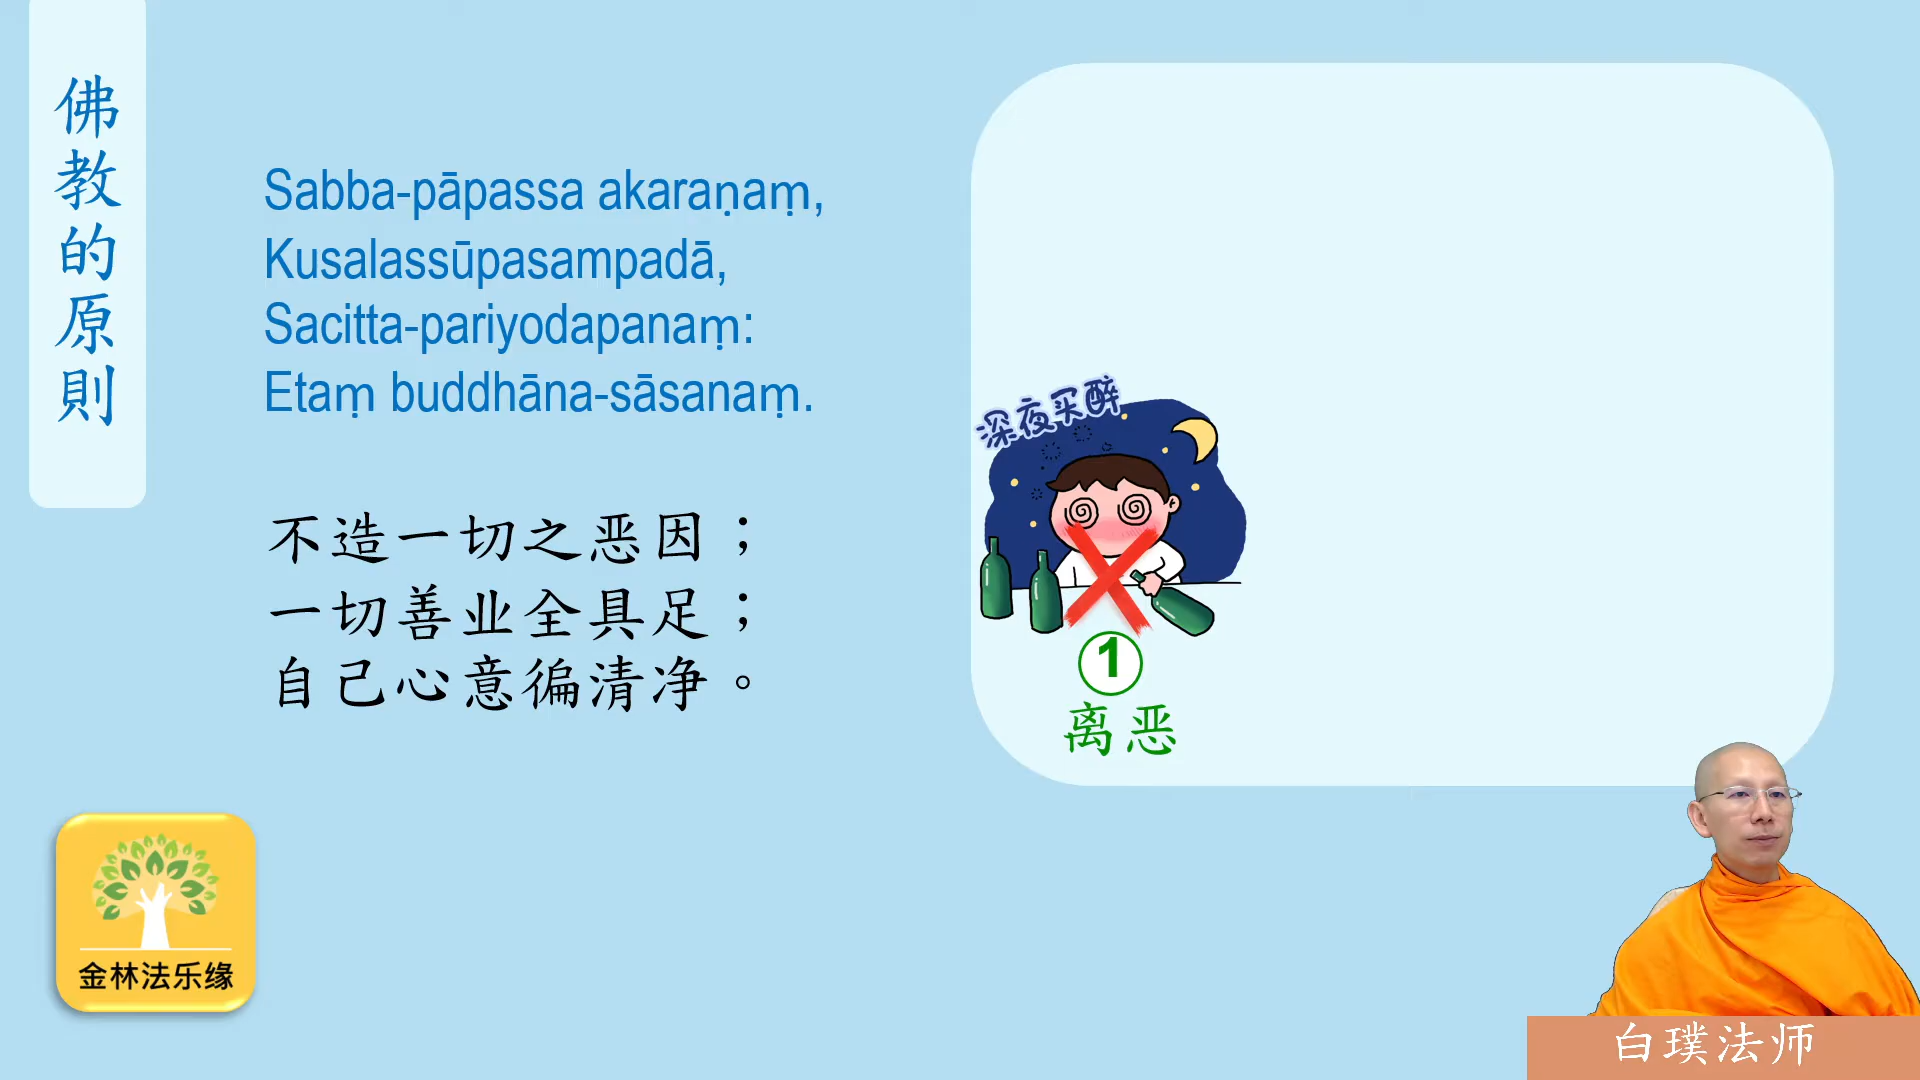 佛教的原則
Sabba-pāpassa akaraṇaṃ,
Kusalassūpasampadā,
Sacitta-pariyodapanaṃ:
Etaṃ buddhāna-sāsanaṃ.
不造一切之恶因；
一切善业全具足；
自己心意徧清净。
深夜买醉
1
离恶
金林法乐缘
白璞法师